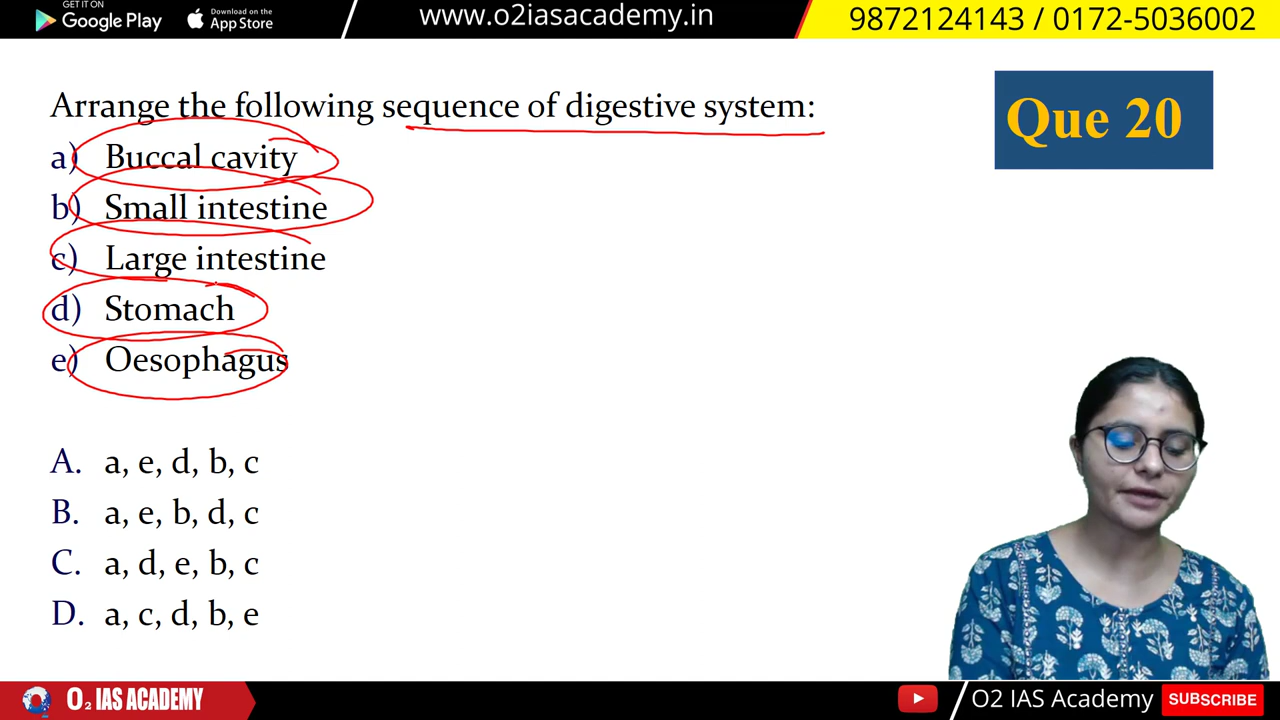 GET IT ON
Google Play
Download on the
App Store
www.o2iasacademy.in
9872124143 / 0172-5036002
Arrange the following sequence of digestive system:
Que 20
a) Buccal cavity
b) Small intestine
c) Large intestine
d) Stomach
e) Oesophagus
A. a, e, d, b, c
B. a, e, b, d, c
C. a, d, e, b, c
D. a, c, d, b, e
O2 IAS ACADEMY
O2 IAS Academy SUBSCRIBE